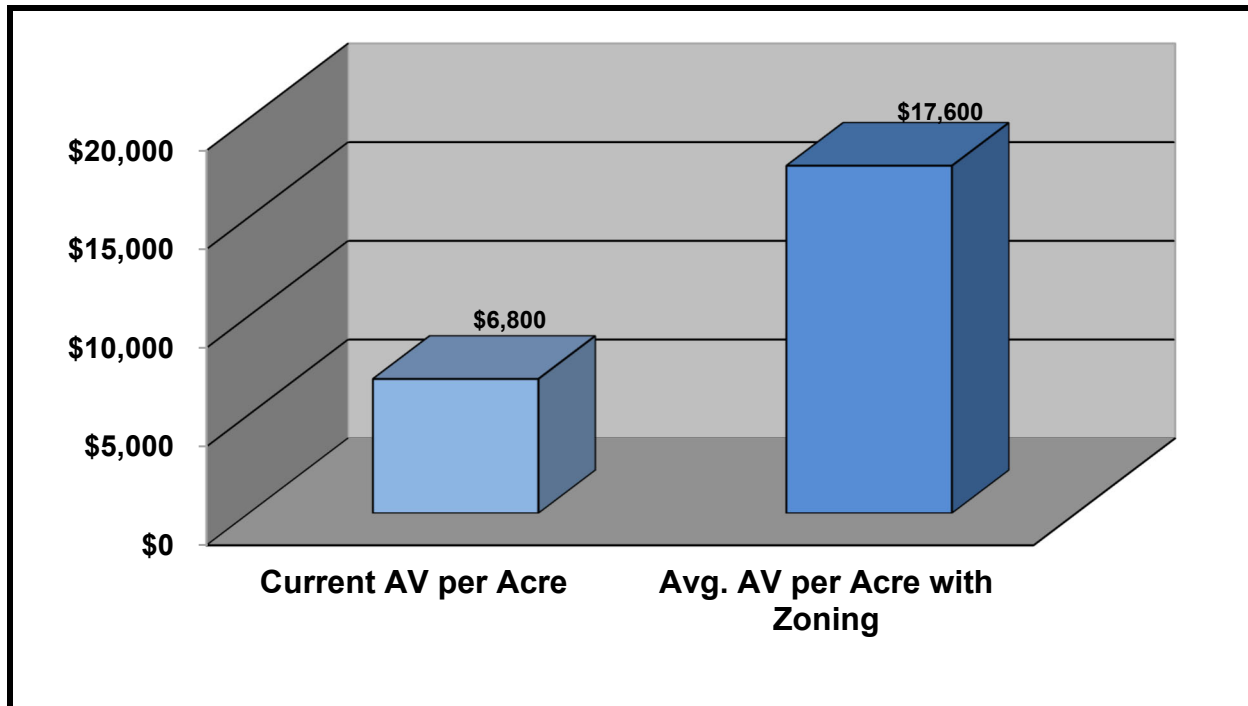 $17,600
$20,000
$15,000
$6,800
$10,000
$5,000
$0
Current AV per Acre
Avg. AV per Acre with
Zoning